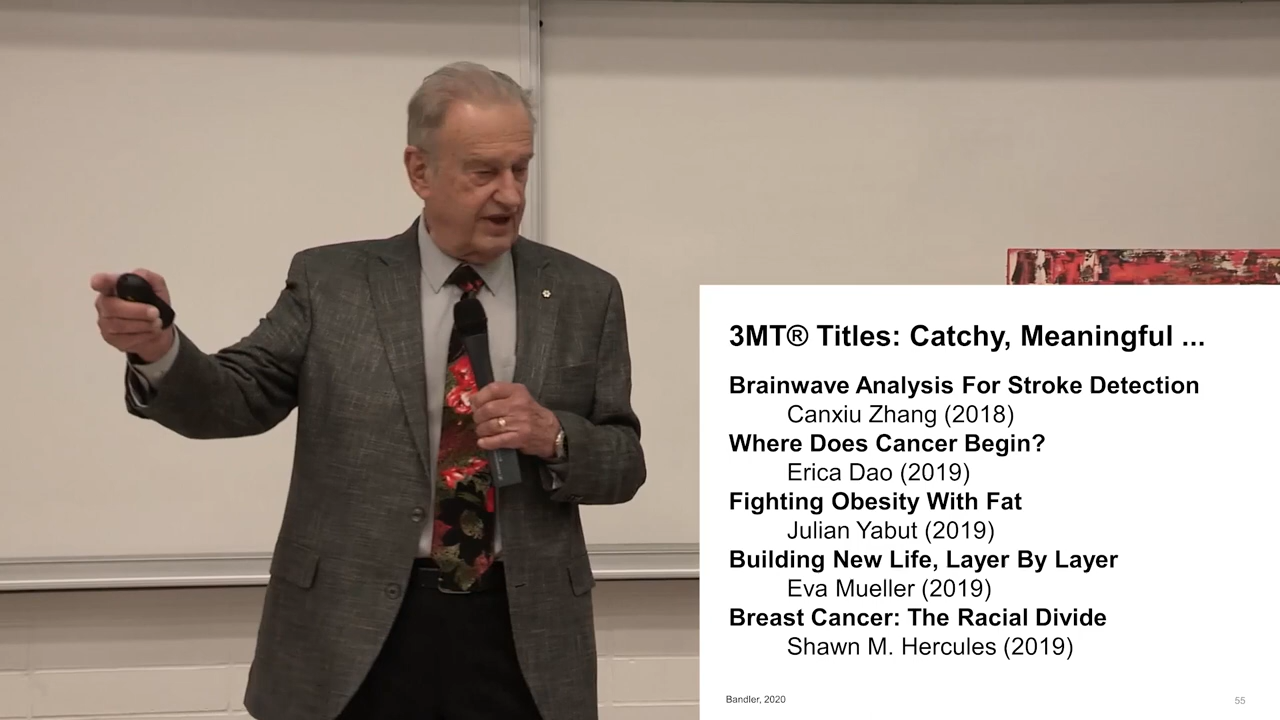 3MT® Titles: Catchy, Meaningful ...
Brainwave Analysis For Stroke Detection
Canxiu Zhang (2018)
Where Does Cancer Begin?
Erica Dao (2019)
Fighting Obesity With Fat
Julian Yabut (2019)
Building New Life, Layer By Layer
Eva Mueller (2019)
Breast Cancer: The Racial Divide
Shawn M. Hercules (2019)
Bandler, 2020
55